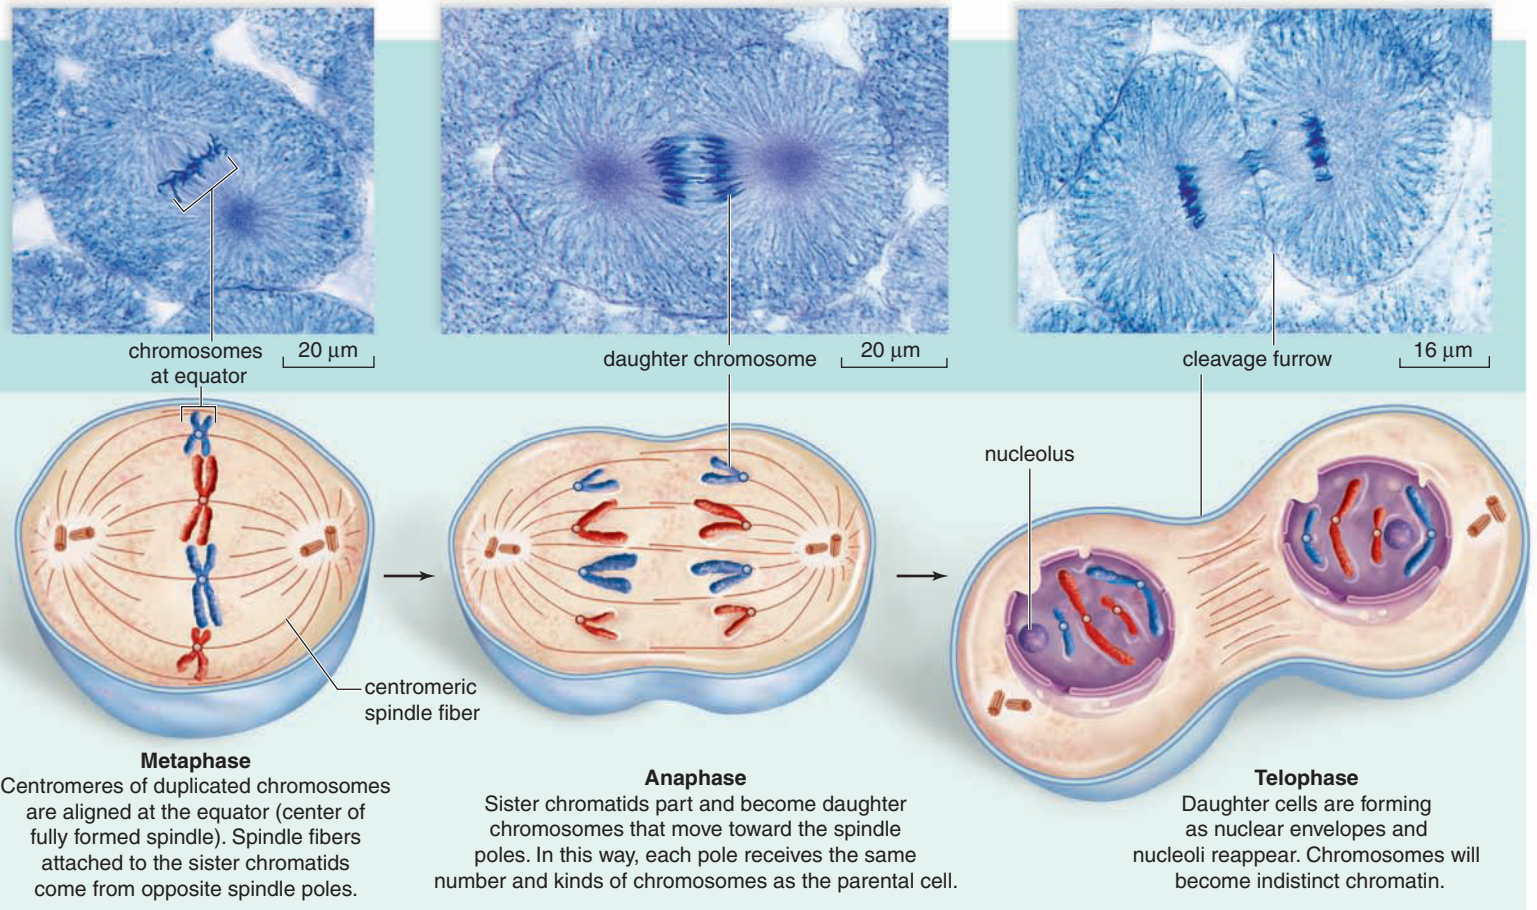 chromosomes
at equator
20 µm
daughter chromosome
20 µm
cleavage furrow
16 µm
nucleolus
centromeric
spindle fiber
Metaphase
Centromeres of duplicated chromosomes
are aligned at the equator (center of
fully formed spindle). Spindle fibers
attached to the sister chromatids
come from opposite spindle poles.
Anaphase
Sister chromatids part and become daughter
chromosomes that move toward the spindle
poles. In this way, each pole receives the same
number and kinds of chromosomes as the parental cell.
Telophase
Daughter cells are forming
as nuclear envelopes and
nucleoli reappear. Chromosomes will
become indistinct chromatin.